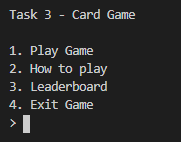 Task 3 - Card Game
1. Play Game
2. How to play
3. Leaderboard
4. Exit Game
>